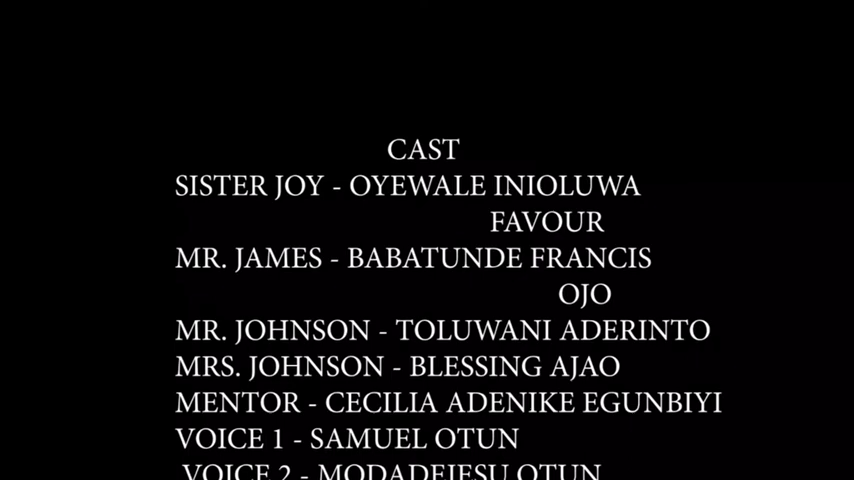 CAST
SISTER JOY - OYEWALE INIOLUWA
FAVOUR
MR. JAMES - BABATUNDE FRANCIS
OJO
MR. JOHNSON - TOLUWANI ADERINTO
MRS. JOHNSON - BLESSING AJAO
MENTOR - CECILIA ADENIKE EGUNBIYI
VOICE 1 - SAMUEL OTUN
VOICE 2 - MODADEJESU OTUN